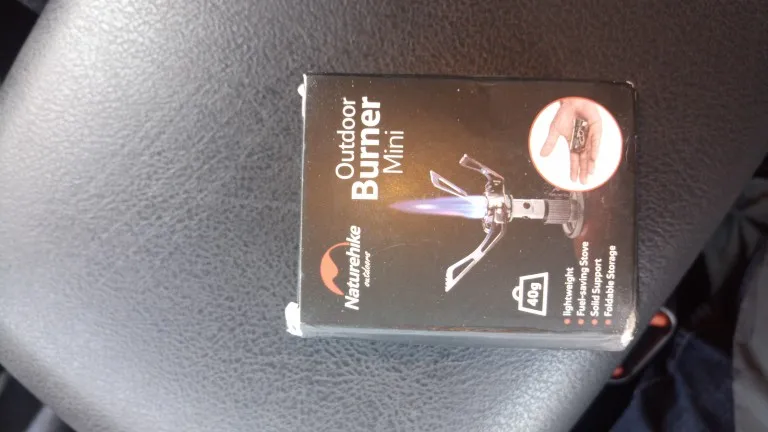 Naturehike
outdoors
Outdoor
Burner
Mini
40g
lightweight
Fuel-saving Stove
Solid Support
Foldable Storage